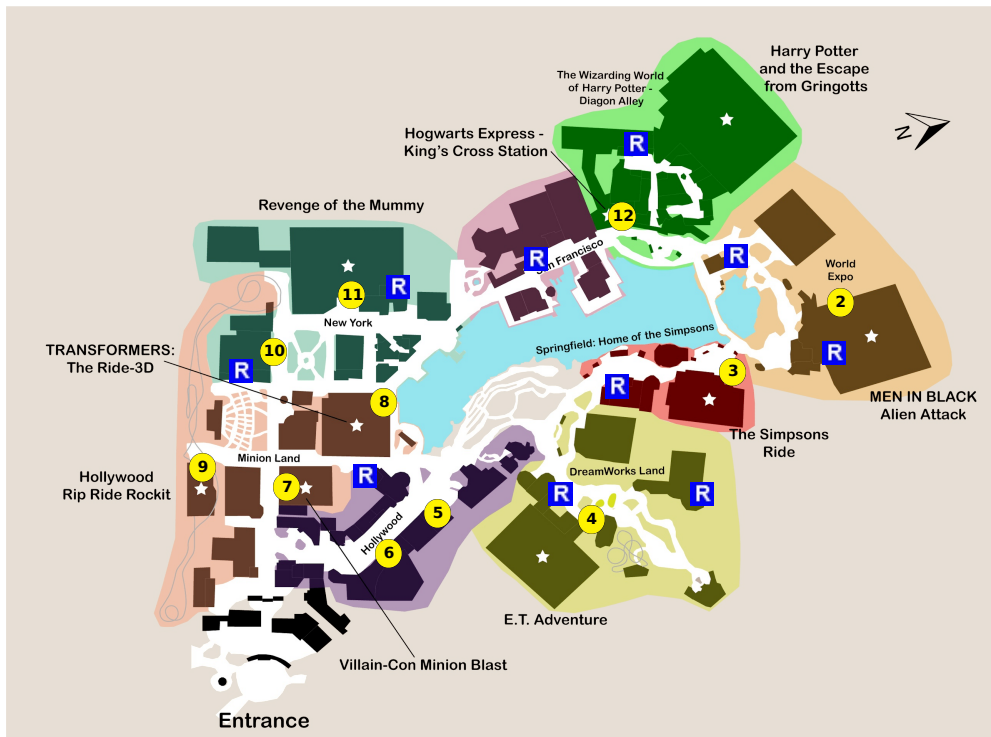 Harry Potter
and the Escape
from Gringotts
The Wizarding World
of Harry Potter -
Diagon Alley
N
Hogwarts Express -
King's Cross Station
R
Revenge of the Mummy
12
San Francisco
R
R
World
Expo
R
11
2
New York
Springfield: Home of the Simpsons
TRANSFORMERS:
The Ride-3D
10
R
R
3
R
8
MEN IN BLACK
Alien Attack
The Simpsons
Ride
Minion Land
9
Hollywood
Rip Ride Rockit
7
R
DreamWorks Land
R
R
5
4
Hollywood
6
E.T. Adventure
Villain-Con Minion Blast
Entrance